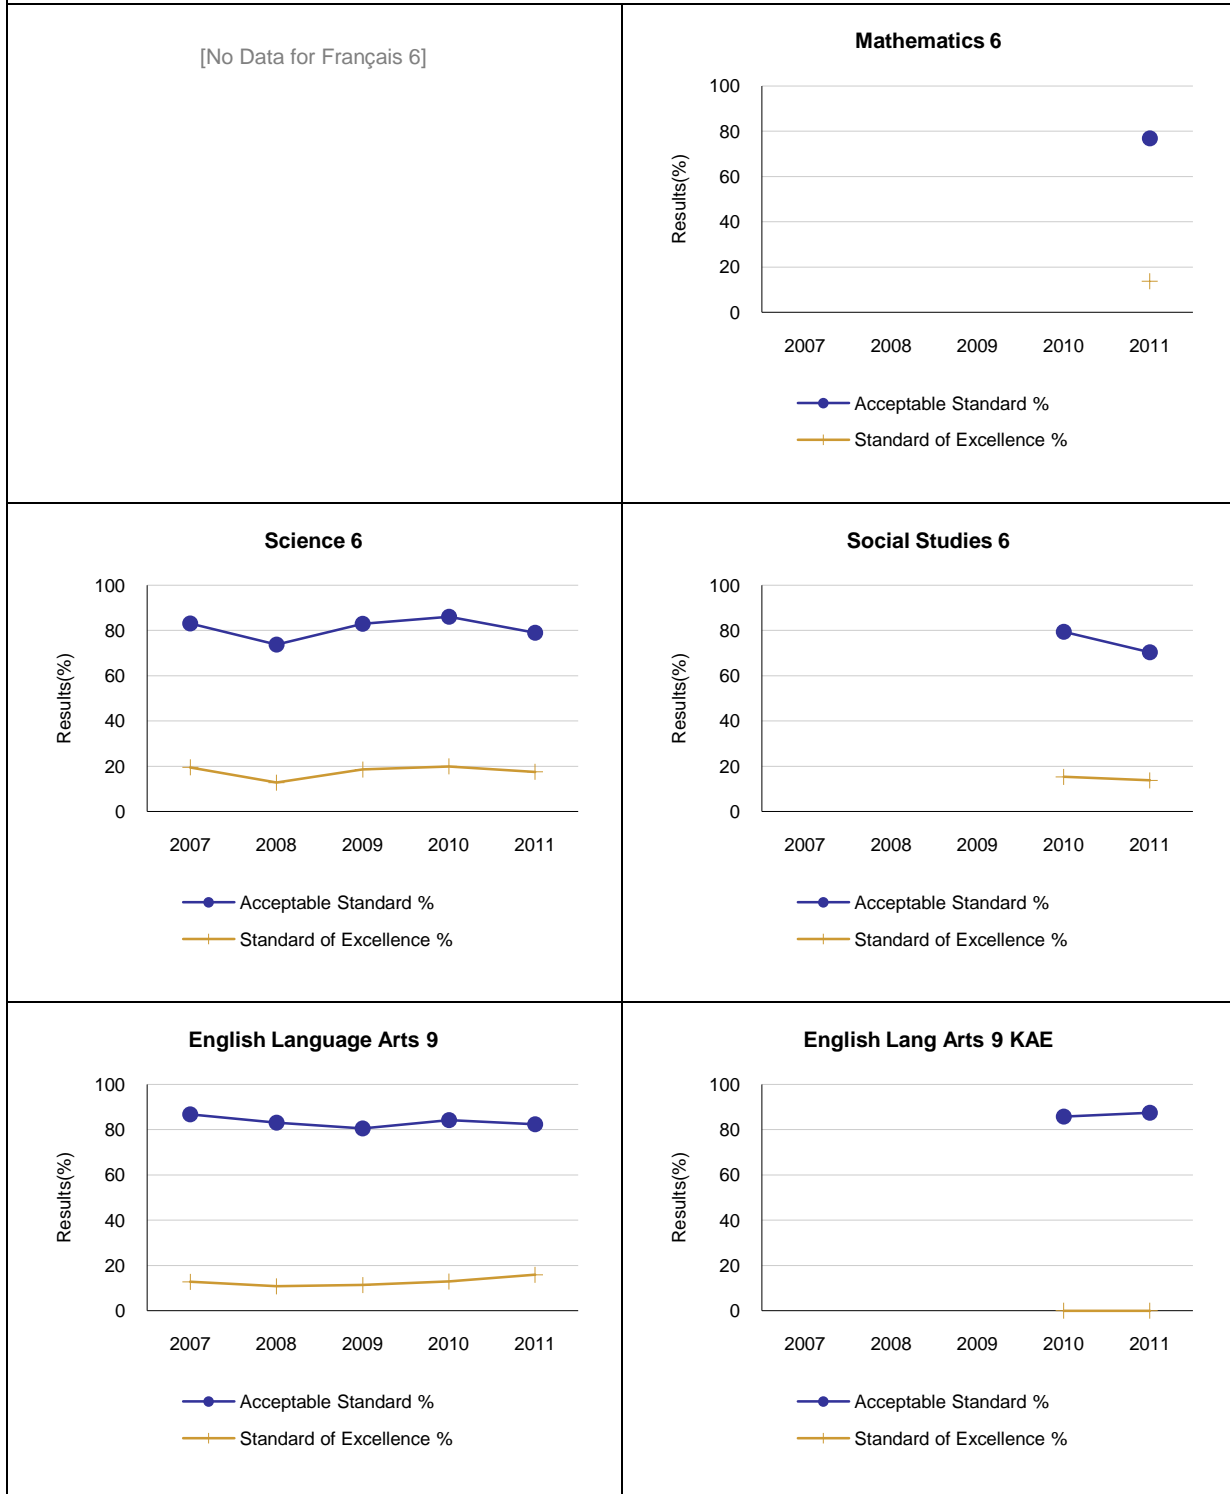 [No Data for Français 6]
Mathematics 6
Results(%)
100
80
60
40
20
0
2007 2008 2009 2010 2011
Acceptable Standard %
Standard of Excellence %
Science 6
Results(%)
100
80
60
40
20
0
2007 2008 2009 2010 2011
Acceptable Standard %
Standard of Excellence %
Social Studies 6
Results(%)
100
80
60
40
20
0
2007 2008 2009 2010 2011
Acceptable Standard %
Standard of Excellence %
English Language Arts 9
Results(%)
100
80
60
40
20
0
2007 2008 2009 2010 2011
Acceptable Standard %
Standard of Excellence %
English Lang Arts 9 KAE
Results(%)
100
80
60
40
20
0
2007 2008 2009 2010 2011
Acceptable Standard %
Standard of Excellence %